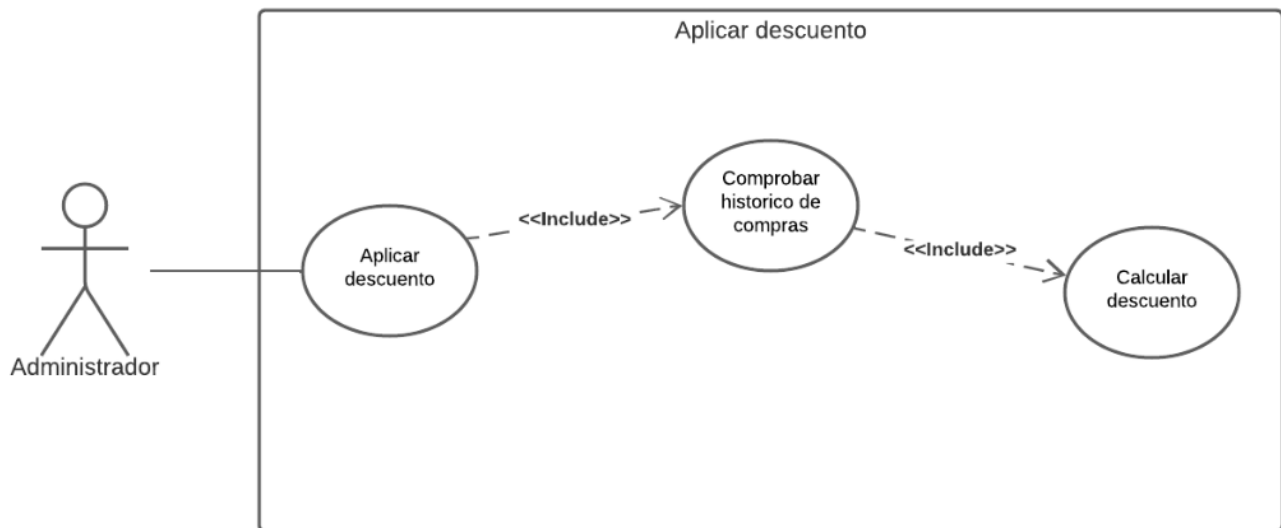 Aplicar descuento
Comprobar
historico de
compras
<<Include>>
<<Include>>
Aplicar
descuento
Calcular
descuento
Administrador